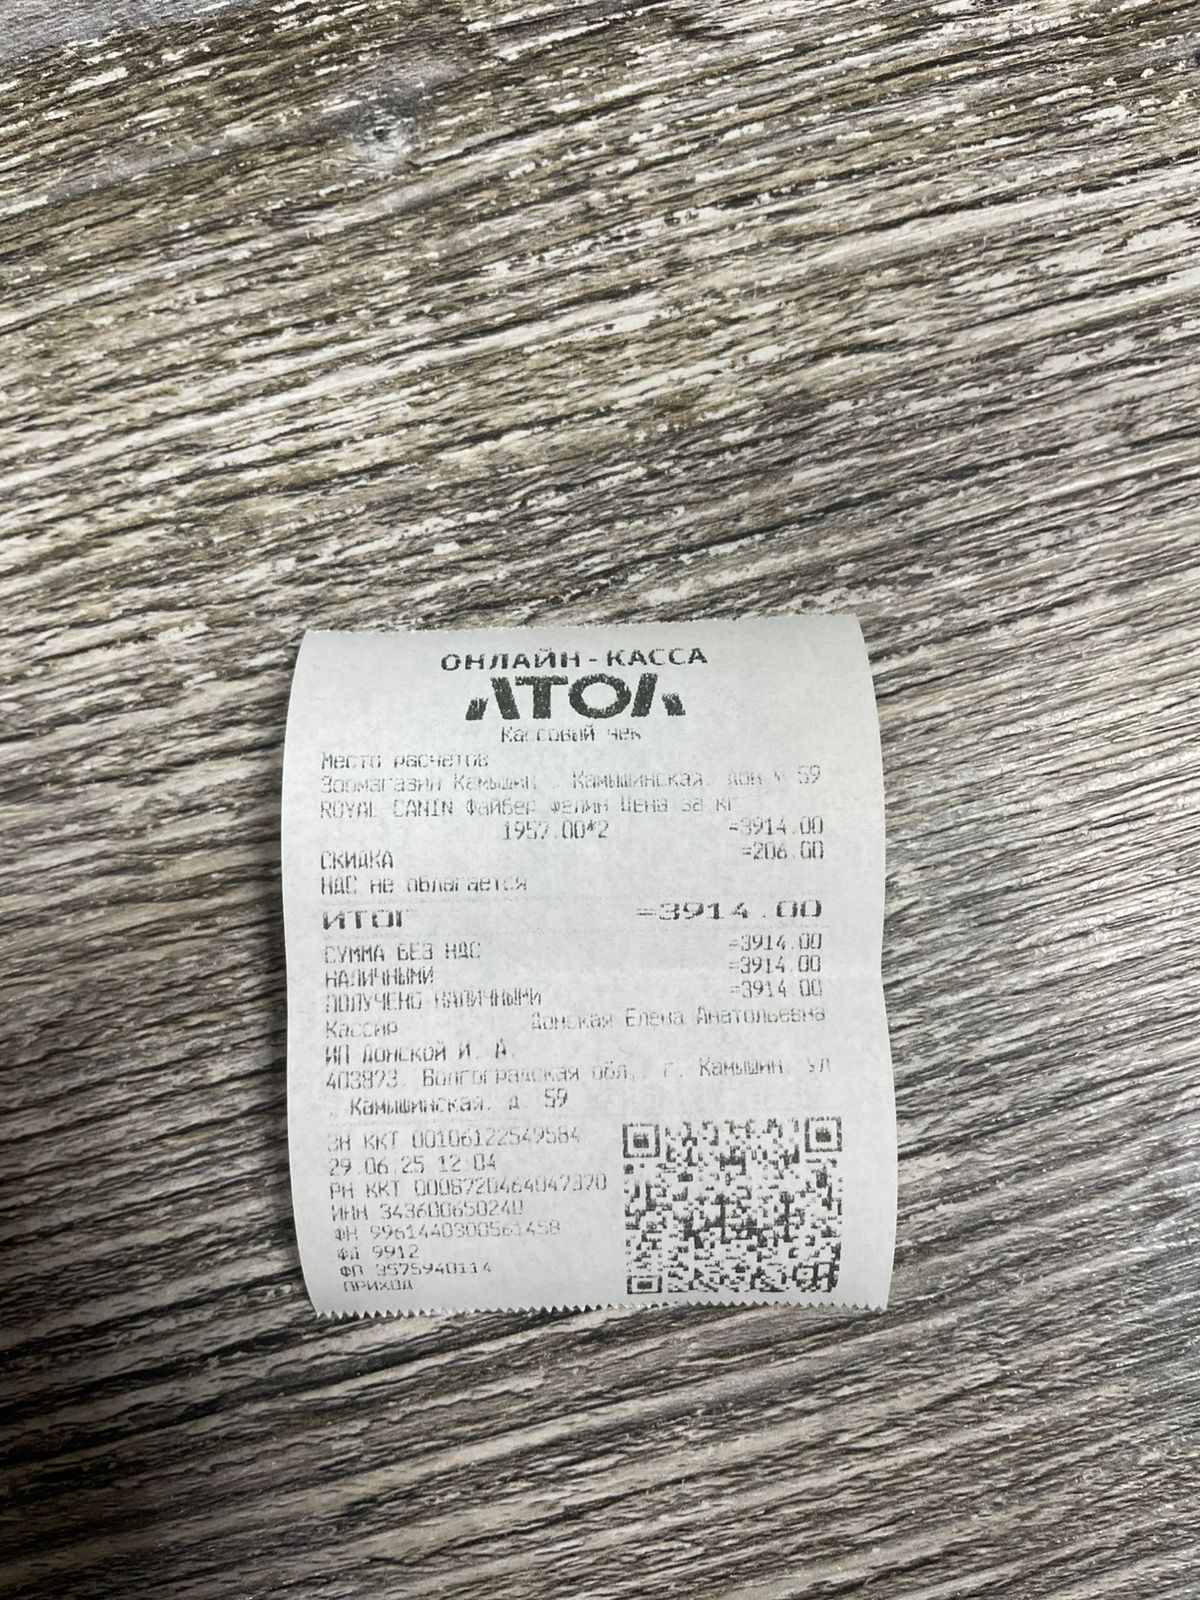 ОНЛАЙН-КАССА
АТОЛ
Кассовый чек
Место расчетов
Зоомагазин Камышин, Камышинская, дом № 59
ROYAL CANIN Файбер Фелин Цена за кг
1957.00*2 =3914.00
СКИДКА =206.00
НДС не облагается
ИТОГ =3914.00
СУММА БЕЗ НДС =3914.00
НАЛИЧНЫМИ =3914.00
ПОЛУЧЕНО НАЛИЧНЫМИ =3914.00
Кассир Донская Елена Анатольевна
ИП Донской И. А.
403873, Волгоградская обл., г. Камышин, ул
. Камышинская, д. 59
ЗН ККТ 00106122549584
29.06.25 12:04
РН ККТ 0008720464047370
ИНН 343600650240
ФН 9961440300561458
ФД 9912
ФП 3575940114
ПРИХОД